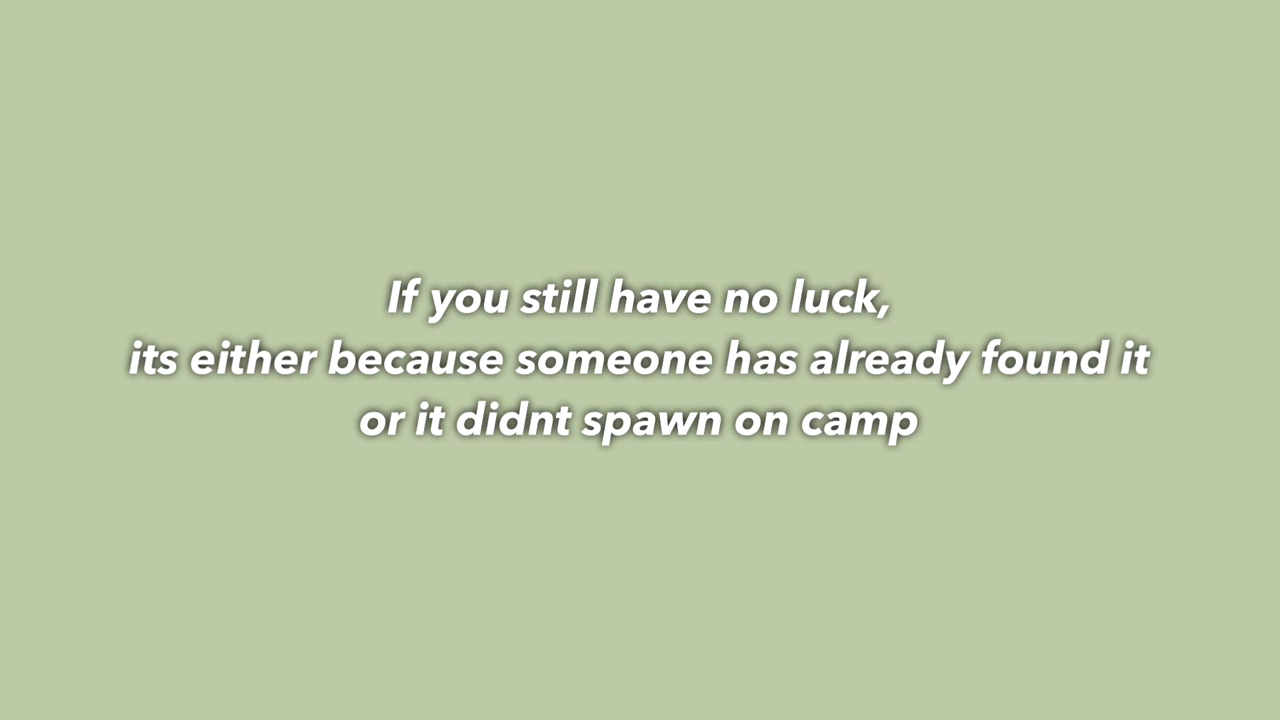 If you still have no luck,
its either because someone has already found it
or it didnt spawn on camp